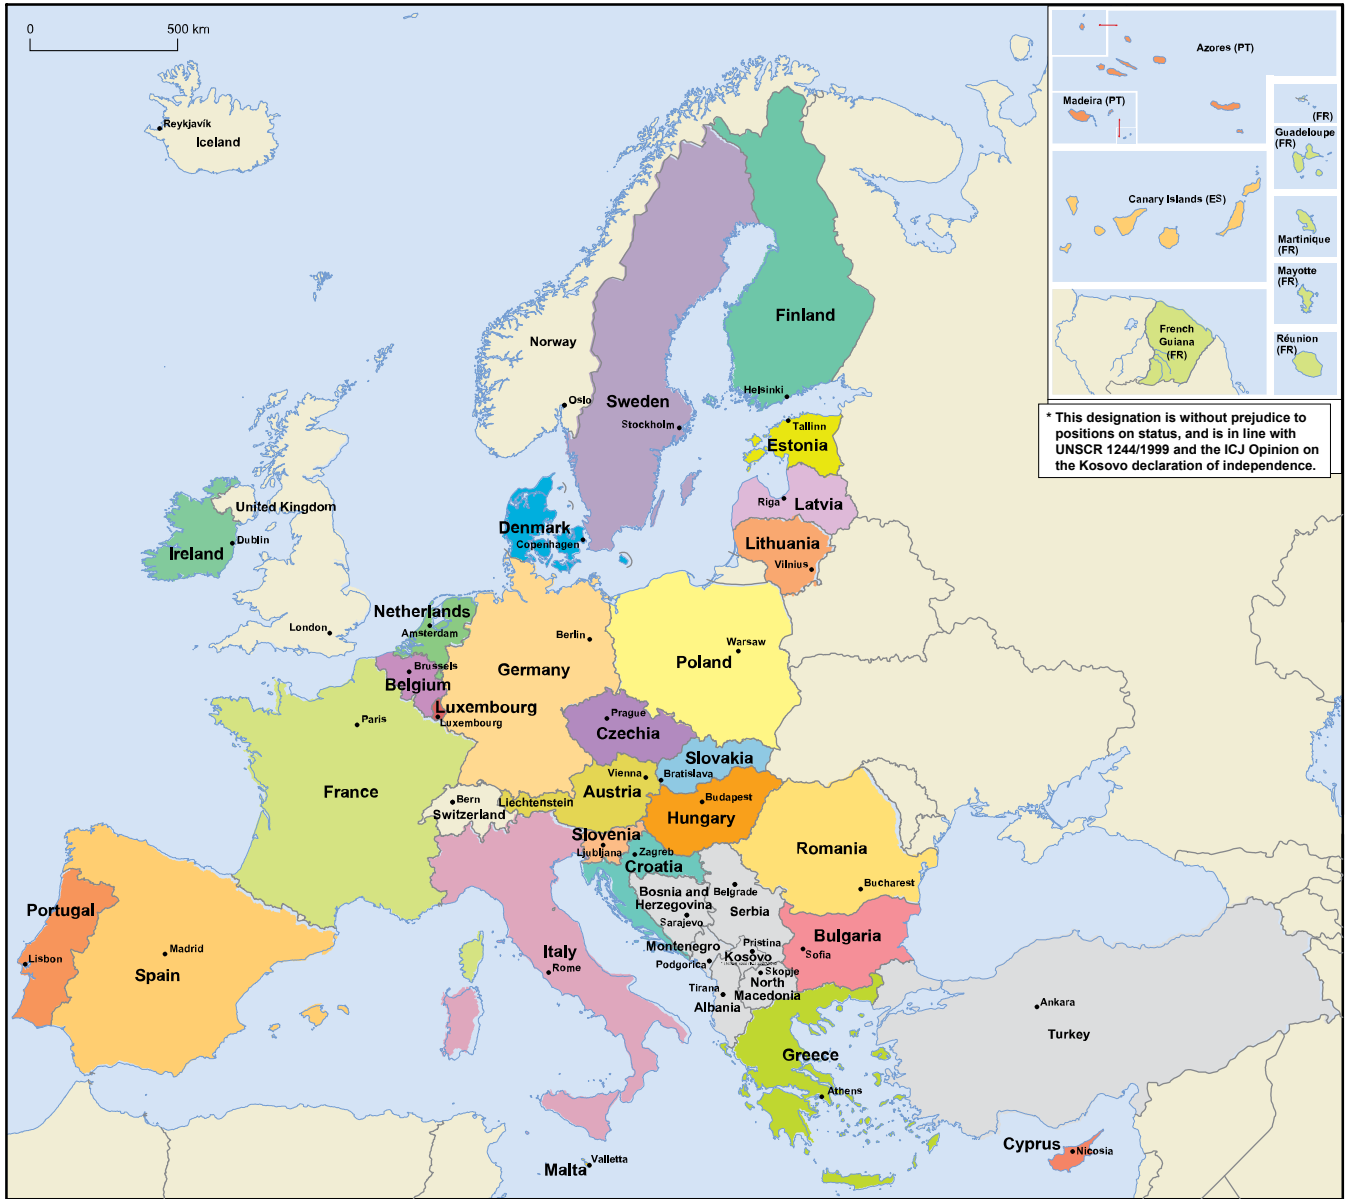 0
500 km
Reykjavík
Iceland
Azores (PT)
Madeira (PT)
(FR)
Guadeloupe
(FR)
Canary Islands (ES)
Martinique
(FR)
Mayotte
(FR)
French
Guiana
(FR)
Réunion
(FR)
* This designation is without prejudice to
positions on status, and is in line with
UNSCR 1244/1999 and the ICJ Opinion on
the Kosovo declaration of independence.
Finland
Helsinki
Norway
Oslo
Sweden
Stockholm
Tallinn
Estonia
Riga
Latvia
Lithuania
Vilnius
Denmark
Copenhagen
United Kingdom
Dublin
Ireland
London
Netherlands
Amsterdam
Brussels
Belgium
Luxembourg
Luxembourg
Berlin
Germany
Warsaw
Poland
Prague
Czechia
Paris
France
Slovakia
Bratislava
Vienna
Austria
Liechtenstein
Bern
Switzerland
Budapest
Hungary
Slovenia
Ljubljana
Zagreb
Croatia
Romania
Bucharest
Bosnia and
Herzegovina
Sarajevo
Belgrade
Serbia
Montenegro
Podgorica
Pristina
Kosovo
Bulgaria
Sofia
Skopje
North
Macedonia
Tirana
Albania
Italy
Rome
Portugal
Lisbon
Madrid
Spain
Greece
Athens
Ankara
Turkey
Cyprus
Nicosia
Malta
Valletta